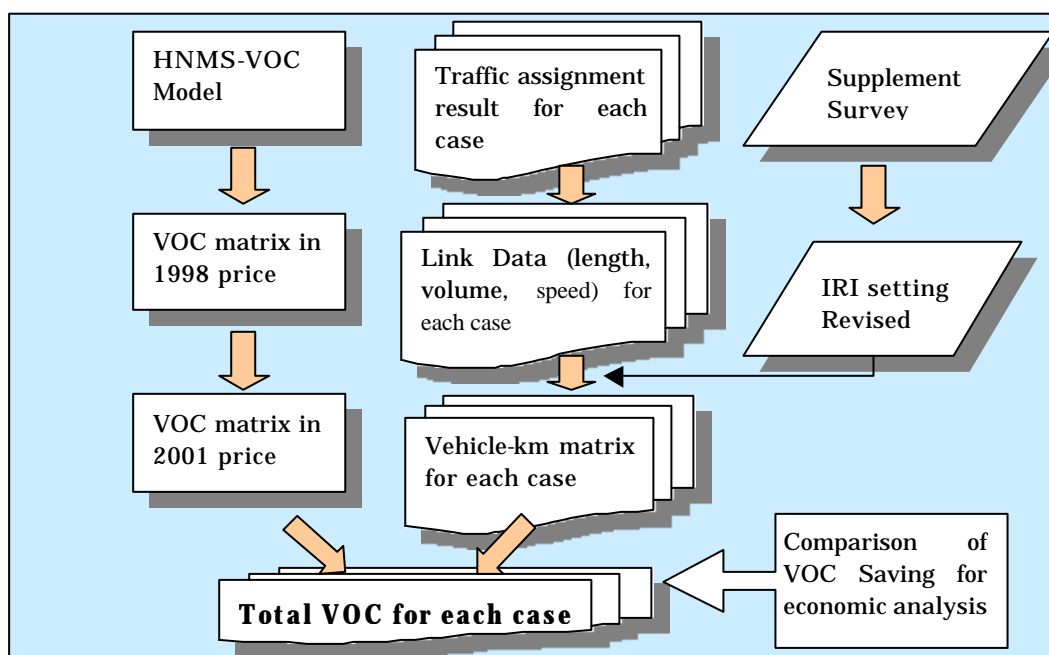 HNMS-VOC
Model
Traffic assignment
result for each
case
Supplement
Survey
VOC matrix in
1998 price
Link Data (length,
volume, speed) for
each case
IRI setting
Revised
VOC matrix in
2001 price
Vehicle-km matrix
for each case
Comparison of
VOC Saving for
economic analysis
Total VOC for each case